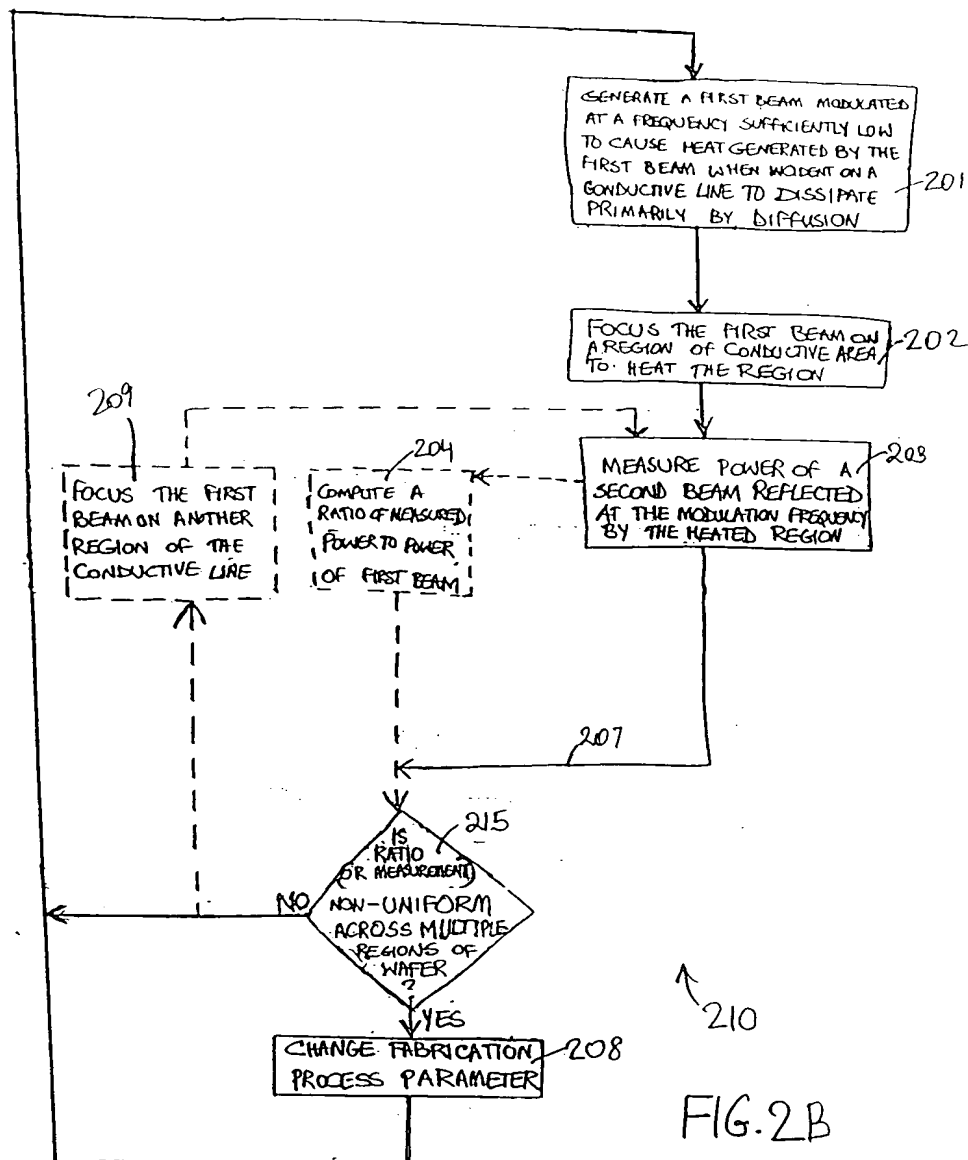 GENERATE A FIRST BEAM MODULATED
AT A FREQUENCY SUFFICIENTLY LOW
TO CAUSE HEAT GENERATED BY THE
FIRST BEAM WHEN INCIDENT ON A
CONDUCTIVE LINE TO DISSIPATE
PRIMARILY BY DIFFUSION
201
FOCUS THE FIRST BEAM ON
A REGION OF CONDUCTIVE AREA
TO HEAT THE REGION
202
209
FOCUS THE FIRST
BEAM ON ANOTHER
REGION OF THE
CONDUCTIVE LINE
204
COMPUTE A
RATIO OF MEASURED
POWER TO POWER
OF FIRST BEAM
MEASURE POWER OF A
SECOND BEAM REFLECTED
AT THE MODULATION FREQUENCY
BY THE HEATED REGION
203
207
215
IS
RATIO
(OR MEASUREMENT)
NON-UNIFORM
ACROSS MULTIPLE
REGIONS OF
WAFER
?
NO
YES
210
CHANGE FABRICATION
PROCESS PARAMETER
208
FIG. 2B